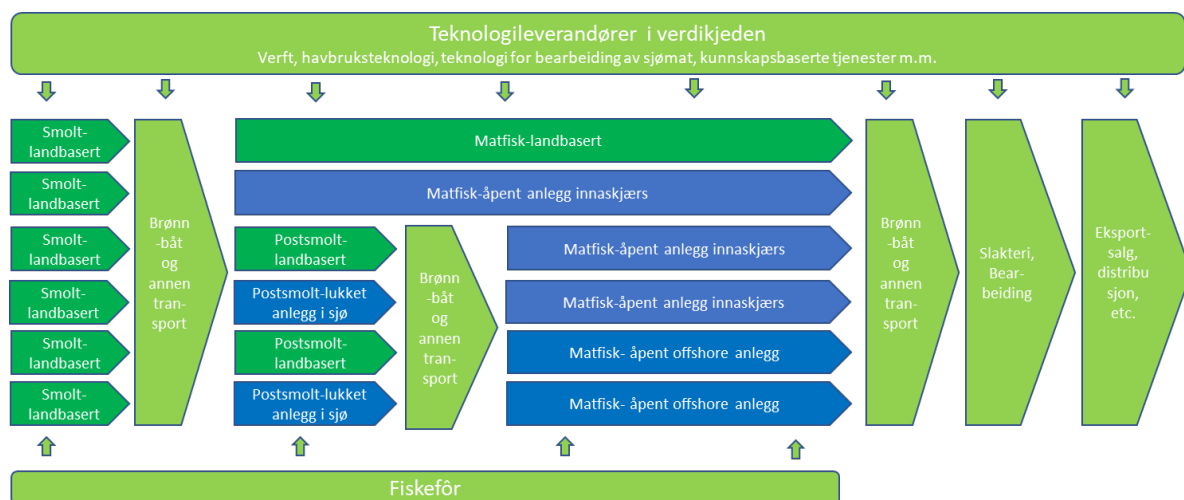 Teknologileverandører i verdikjeden
Verft, havbruksteknologi, teknologi for bearbeiding av sjømat, kunnskapsbaserte tjenester m.m.
Smolt-
landbasert
Smolt-
landbasert
Smolt-
landbasert
Smolt-
landbasert
Smolt-
landbasert
Smolt-
landbasert
Brønn
-båt
og
annen
tran-
sport
Matfisk-landbasert
Matfisk-åpent anlegg innaskjærs
Postsmolt-
landbasert
Postsmolt-lukket
anlegg i sjø
Postsmolt-
landbasert
Postsmolt-lukket
anlegg i sjø
Brønn
-båt
og
annen
tran-
sport
Matfisk-åpent anlegg innaskjærs
Matfisk-åpent anlegg innaskjærs
Matfisk- åpent offshore anlegg
Matfisk- åpent offshore anlegg
Brønn
-båt
og
annen
tran-
sport
Slakteri,
Bear-
beiding
Eksport-
salg,
distribu
sjon,
etc.
Fiskefôr